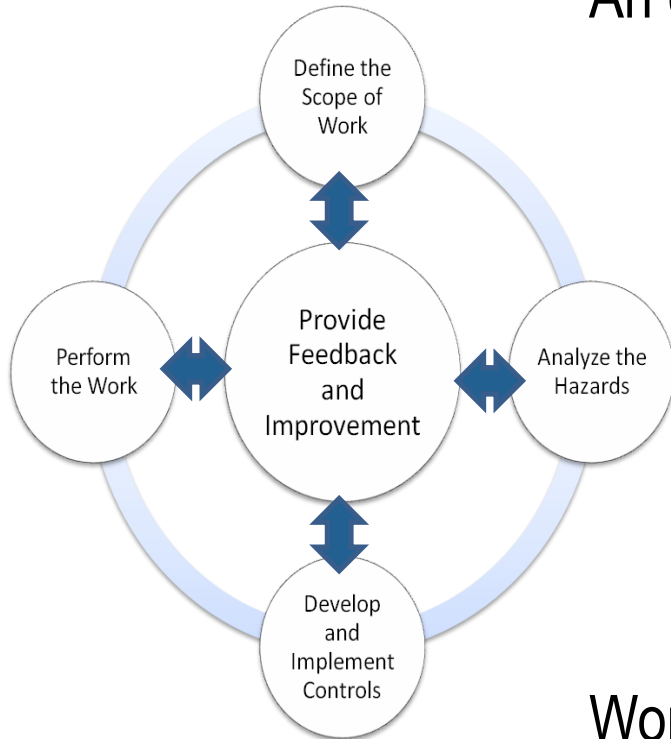 Define the
Scope of
Work
Perform
the Work
Provide
Feedback
and
Improvement
Analyze the
Hazards
Develop
and
Implement
Controls